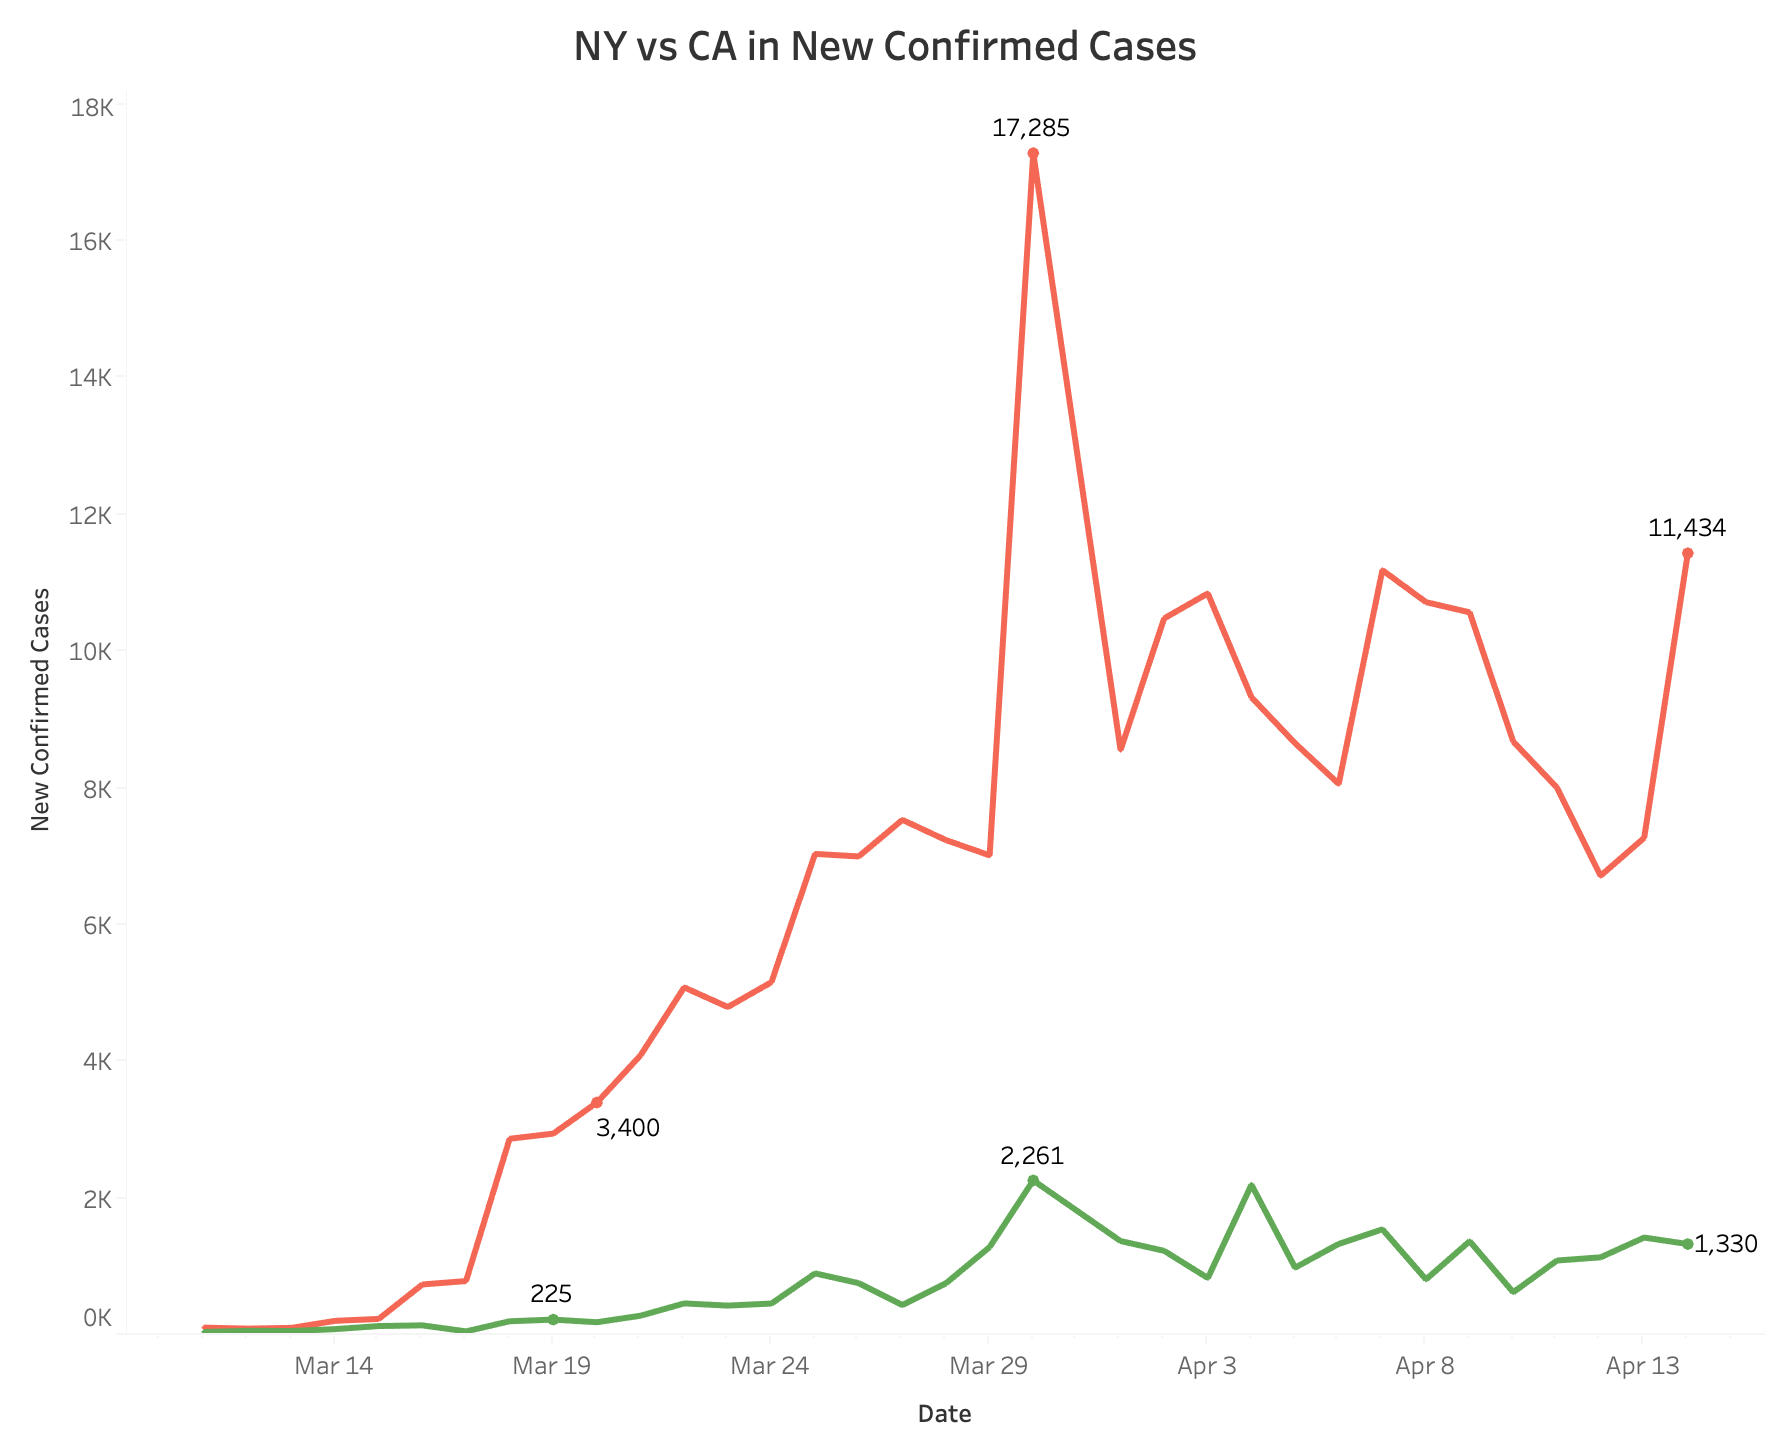 NY vs CA in New Confirmed Cases
18K
17,285
16K
14K
12K
11,434
10K
New Confirmed Cases
8K
6K
4K
3,400
2,261
2K
1,330
225
0K
Mar 14
Mar 19
Mar 24
Mar 29
Apr 3
Apr 8
Apr 13
Date